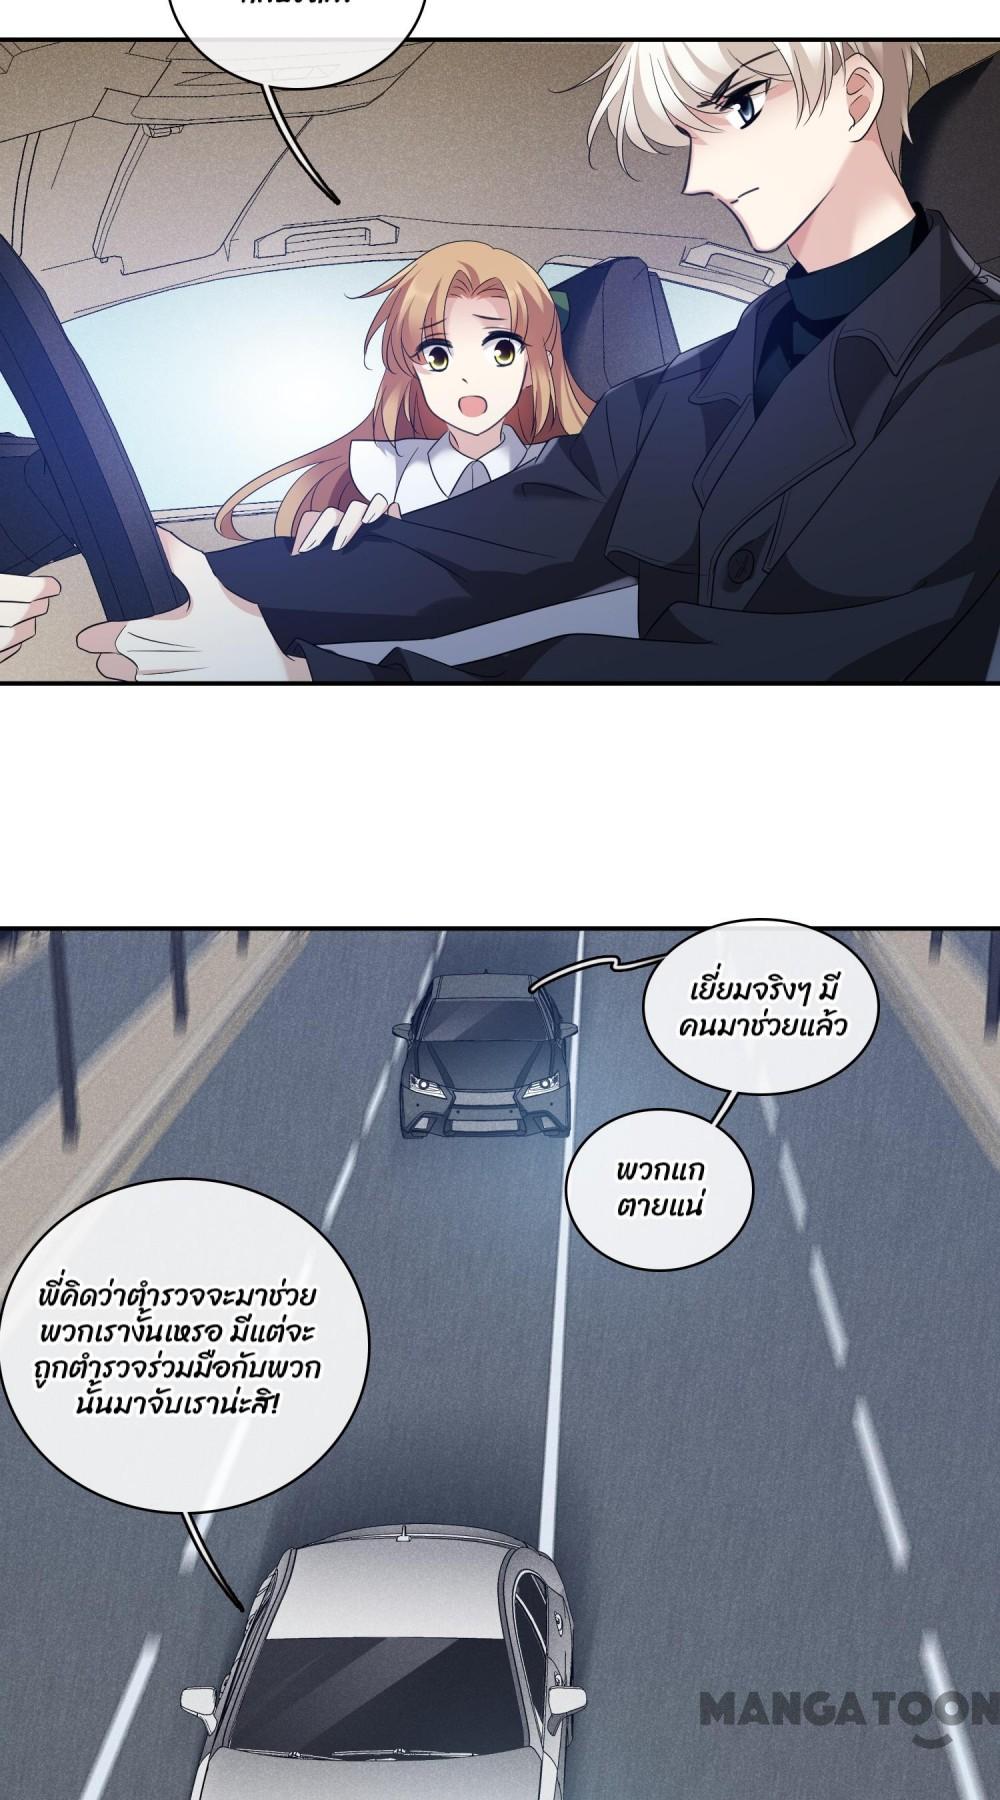 เยี่ยมจริงๆ มี
คนมาช่วยแล้ว
พวกแก
ตายแน่
พี่คิดว่าตำรวจจะมาช่วย
พวกเรางั้นเหรอ มีแต่จะ
ถูกตำรวจร่วมมือกับพวก
นั้นมาจับเราน่ะสิ!
MANGATOON